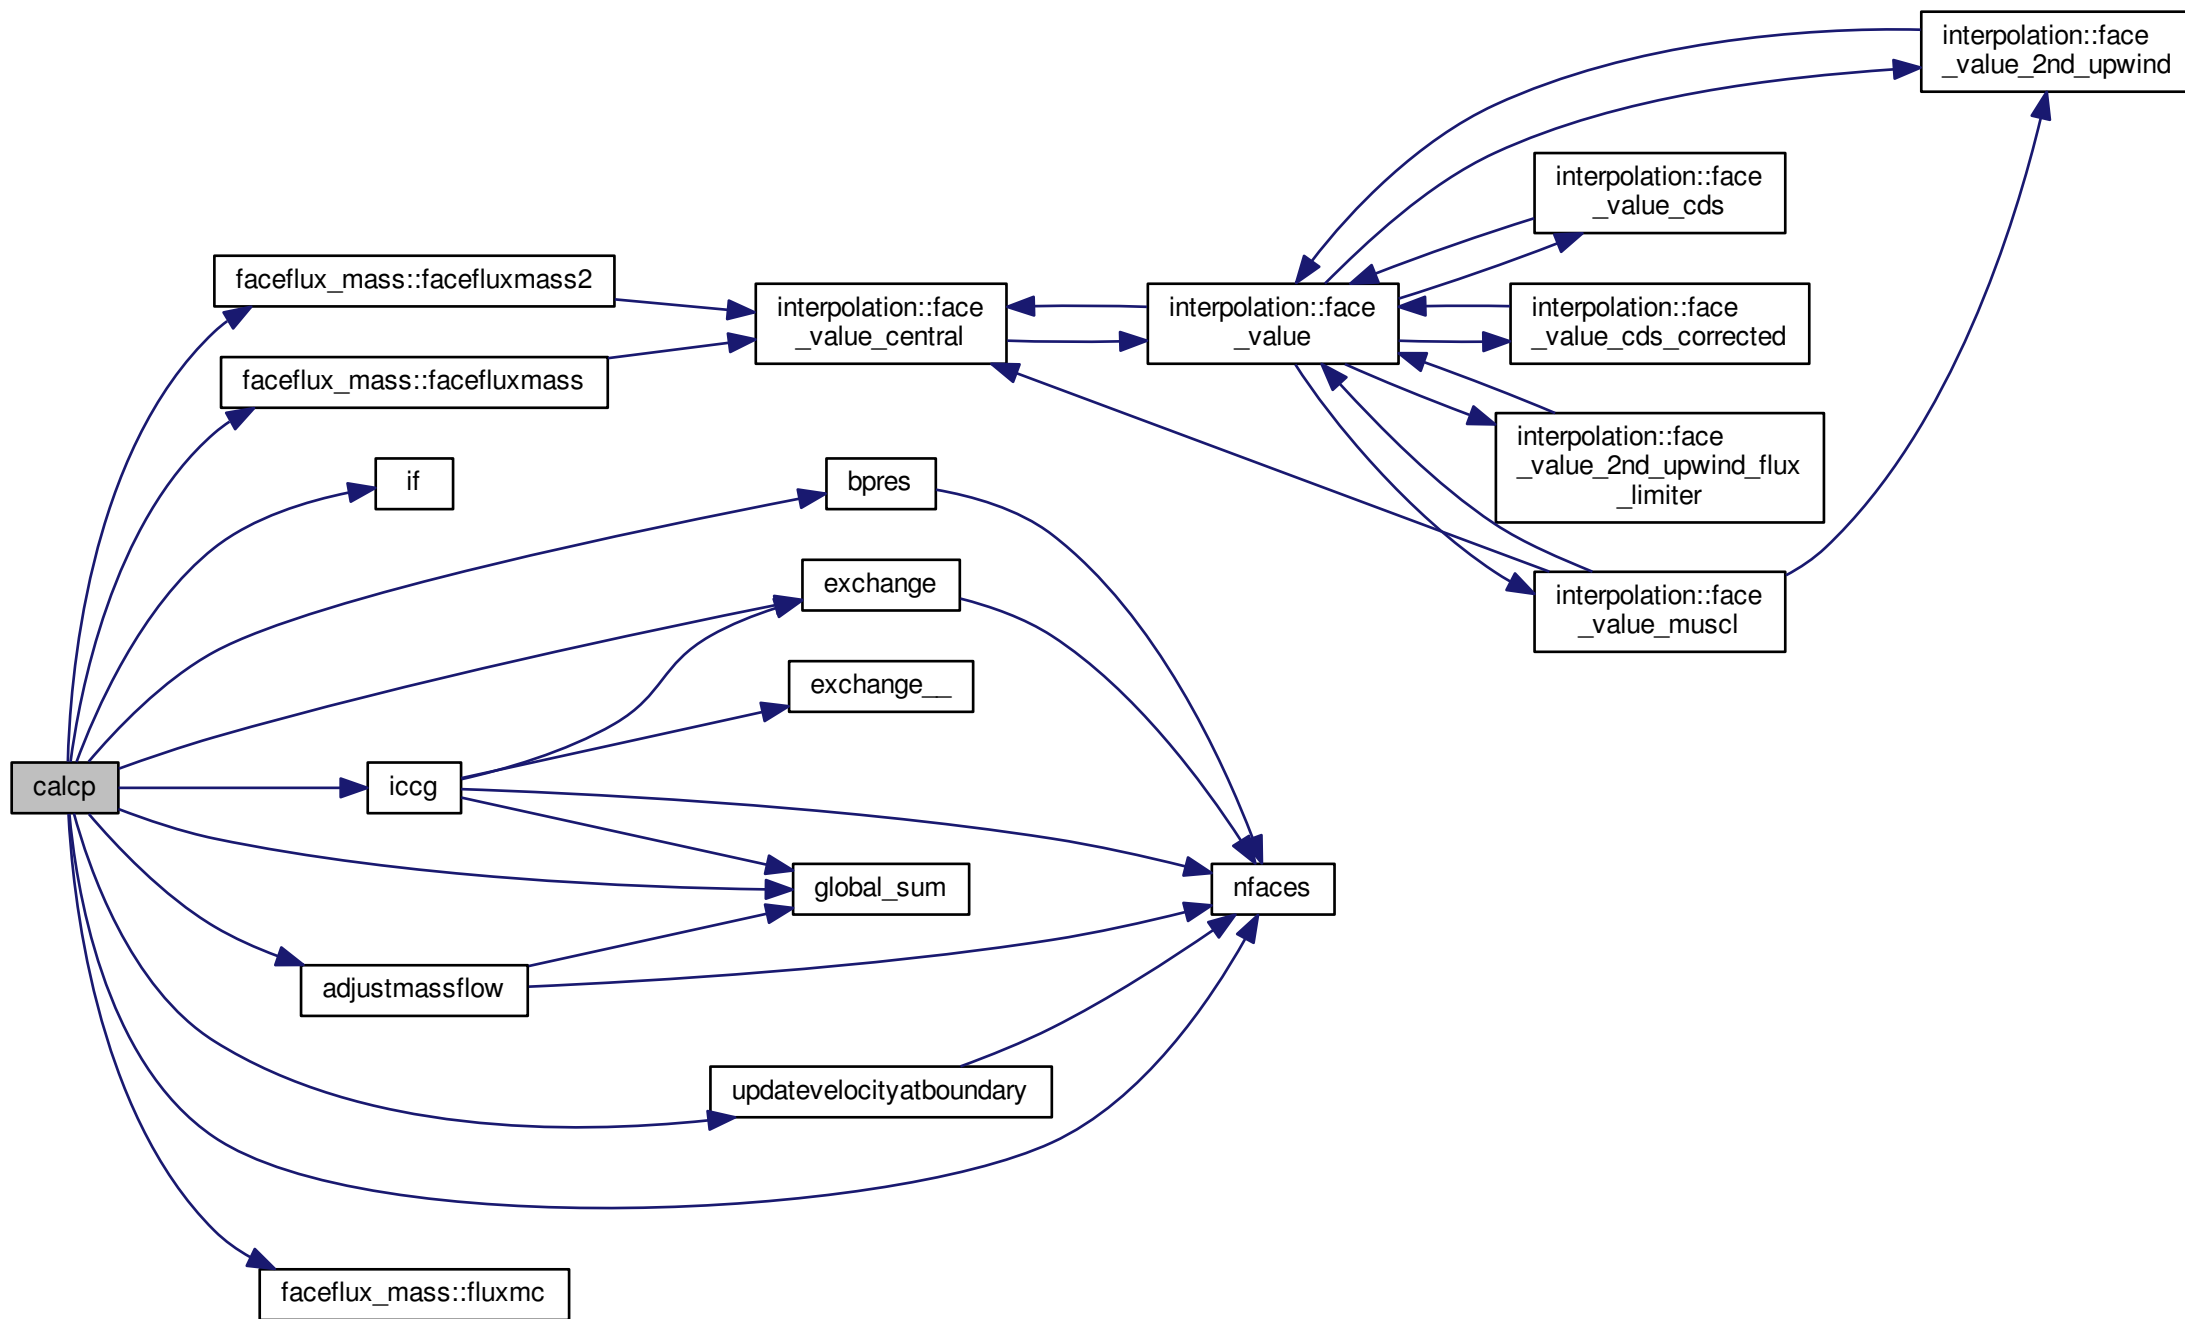 interpolation::face
_value_2nd_upwind
interpolation::face
_value_cds
faceflux_mass::facefluxmass2
interpolation::face
_value_central
interpolation::face
_value
interpolation::face
_value_cds_corrected
faceflux_mass::facefluxmass
interpolation::face
_value_2nd_upwind_flux
_limiter
if
bpres
exchange
interpolation::face
_value_muscl
exchange__
calcp
iccg
global_sum
nfaces
adjustmassflow
updatevelocityatboundary
faceflux_mass::fluxmc